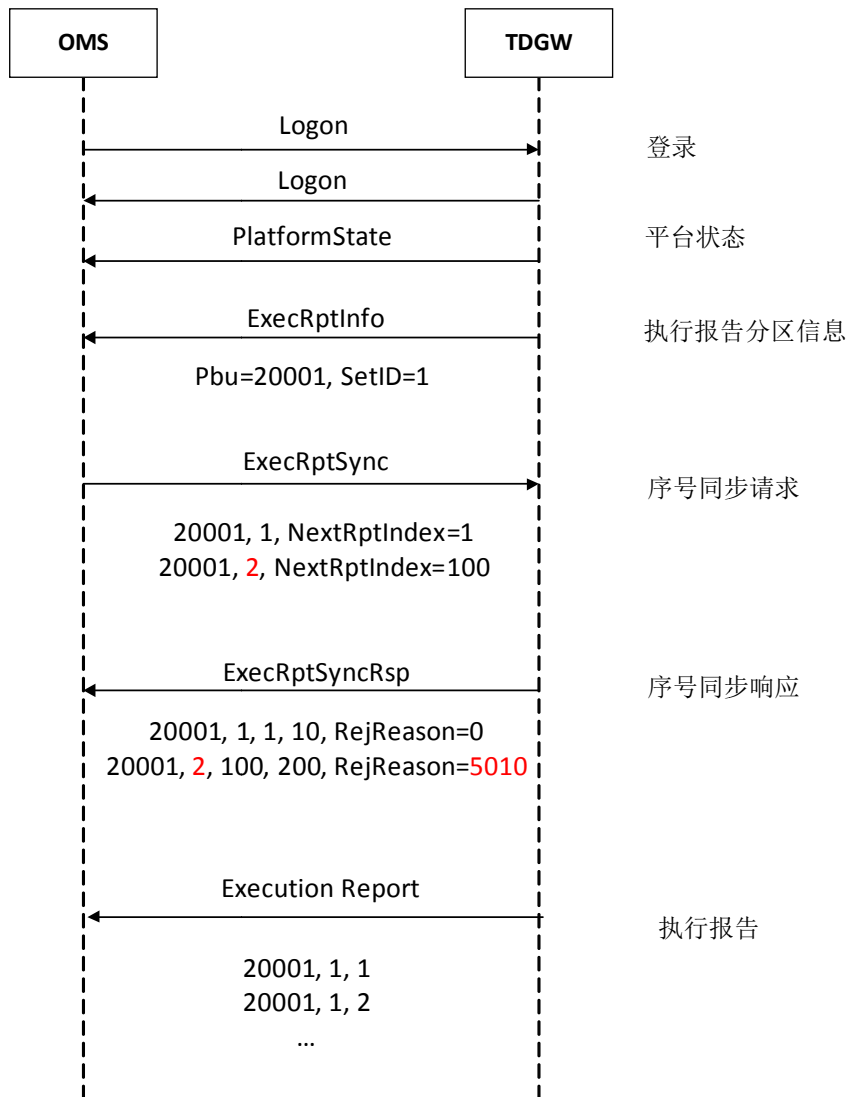 OMS
TDGW
Logon
登录
Logon
PlatformState
平台状态
ExecRptInfo
执行报告分区信息
Pbu=20001, SetID=1
ExecRptSync
序号同步请求
20001, 1, NextRptIndex=1
20001, 2, NextRptIndex=100
ExecRptSyncRsp
序号同步响应
20001, 1, 1, 10, RejReason=0
20001, 2, 100, 200, RejReason=5010
Execution Report
执行报告
20001, 1, 1
20001, 1, 2
…